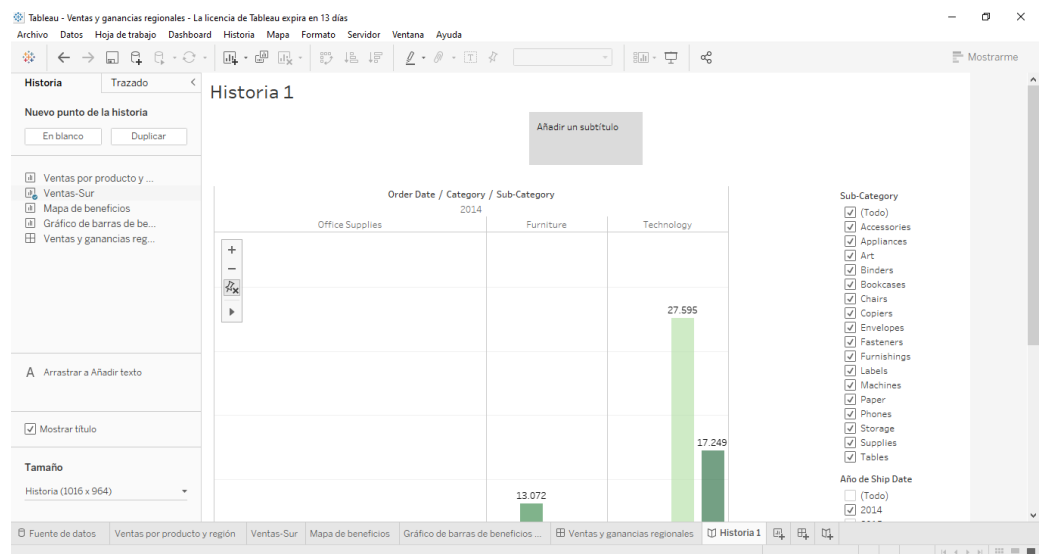 Tableau - Ventas y ganancias regionales - La licencia de Tableau expira en 13 días
Archivo Datos Hoja de trabajo Dashboard Historia Mapa Formato Servidor Ventana Ayuda
Mostrarme
Historia Trazado
Nuevo punto de la historia
En blanco Duplicar
Ventas por producto y ...
Ventas-Sur
Mapa de beneficios
Gráfico de barras de be...
Ventas y ganancias reg...
A Arrastrar a Añadir texto
Mostrar título
Tamaño
Historia (1016 x 964)
Historia 1
Añadir un subtítulo
Order Date / Category / Sub-Category
2014
Office Supplies Furniture Technology
27.595
17.249
13.072
Sub-Category
(Todo)
Accessories
Appliances
Art
Binders
Bookcases
Chairs
Copiers
Envelopes
Fasteners
Furnishings
Labels
Machines
Paper
Phones
Storage
Supplies
Tables
Año de Ship Date
(Todo)
2014
Fuente de datos Ventas por producto y región Ventas-Sur Mapa de beneficios Gráfico de barras de beneficios ... Ventas y ganancias regionales Historia 1